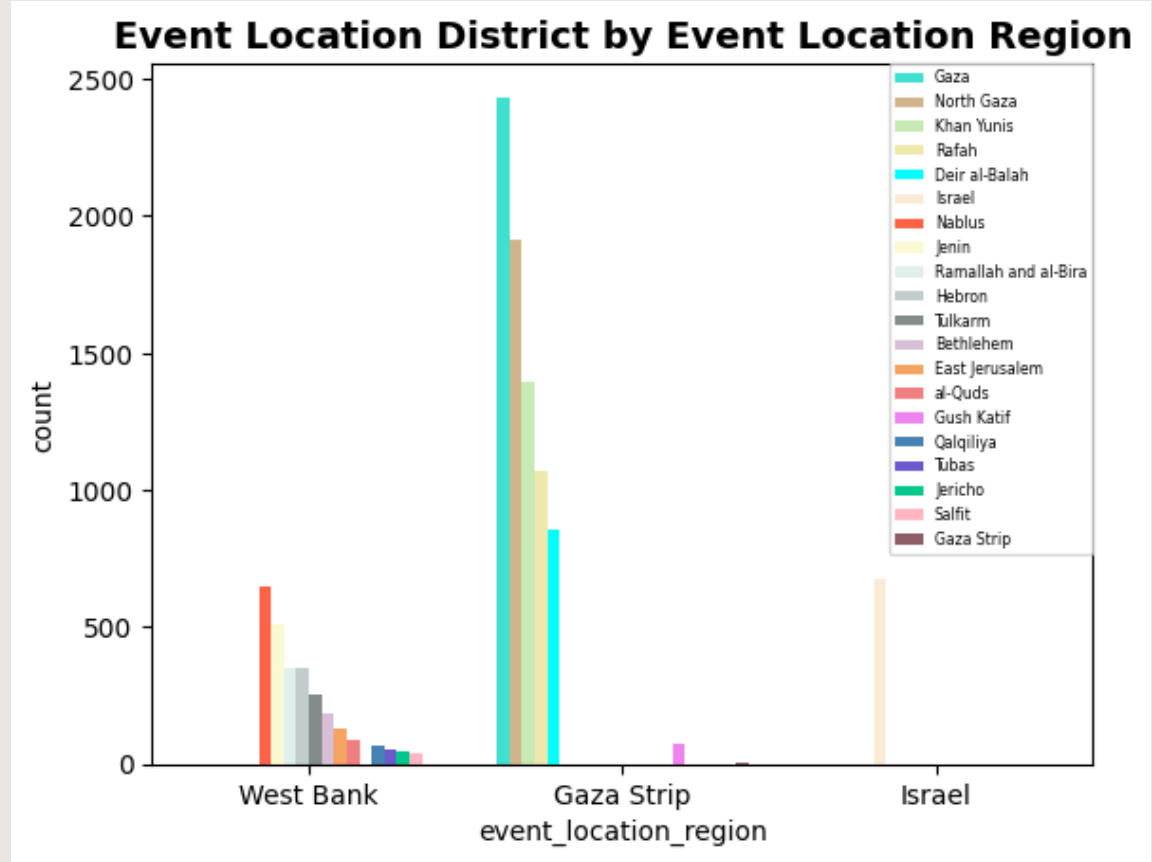 Event Location District by Event Location Region
2500
2000
1500
1000
500
0
count
Gaza
North Gaza
Khan Yunis
Rafah
Deir al-Balah
Israel
Nablus
Jenin
Ramallah and al-Bira
Hebron
Tulkarm
Bethlehem
East Jerusalem
al-Quds
Gush Katif
Qalqiliya
Tubas
Jericho
Salfit
Gaza Strip
West Bank Gaza Strip Israel
event_location_region